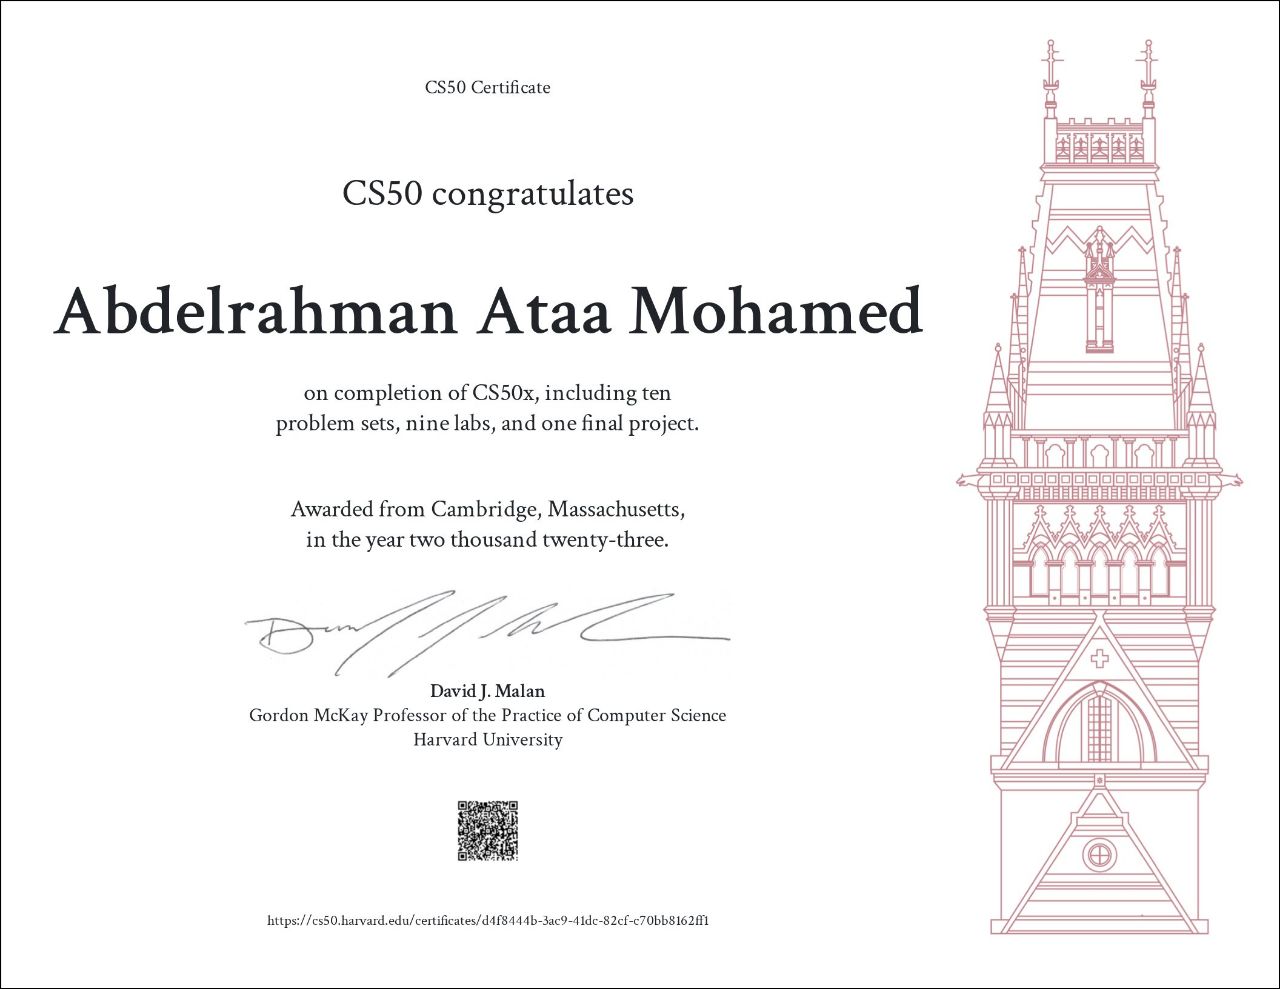 CS50 Certificate
CS50 congratulates
Abdelrahman Ataa Mohamed
on completion of CS50x, including ten
problem sets, nine labs, and one final project.
Awarded from Cambridge, Massachusetts,
in the year two thousand twenty-three.
David J. Malan
Gordon McKay Professor of the Practice of Computer Science
Harvard University
https://cs50.harvard.edu/certificates/d4f8444b-3ac9-41dc-82cf-c70bb8162ff1